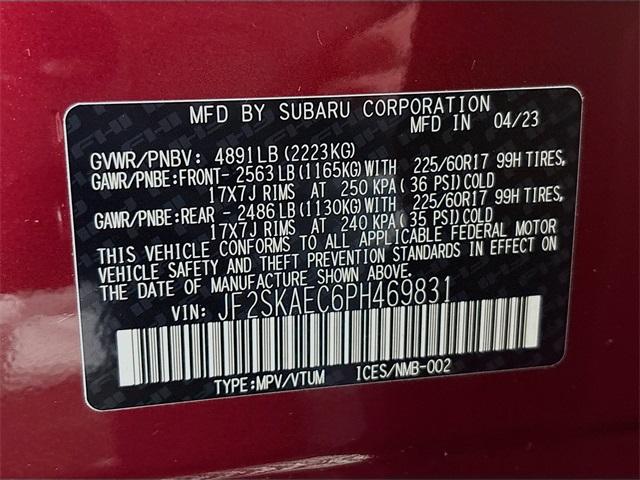 MFD BY SUBARU CORPORATION
MFD IN 04/23
GVWR/PNBV: 4891LB (2223KG)
GAWR/PNBE:FRONT- 2563LB (1165KG)WITH 225/60R17 99H TIRES,
17X7J RIMS AT 250 KPA( 36 PSI)COLD
GAWR/PNBE:REAR - 2486LB (1130KG)WITH 225/60R17 99H TIRES,
17X7J RIMS AT 240 KPA( 35 PSI)COLD
THIS VEHICLE CONFORMS TO ALL APPLICABLE FEDERAL MOTOR
VEHICLE SAFETY AND THEFT PREVENTION STANDARDS IN EFFECT ON
THE DATE OF MANUFACTURE SHOWN ABOVE.
VIN: JF2SKAEC6PH469831
TYPE:MPV/VTUM ICES/NMB-002